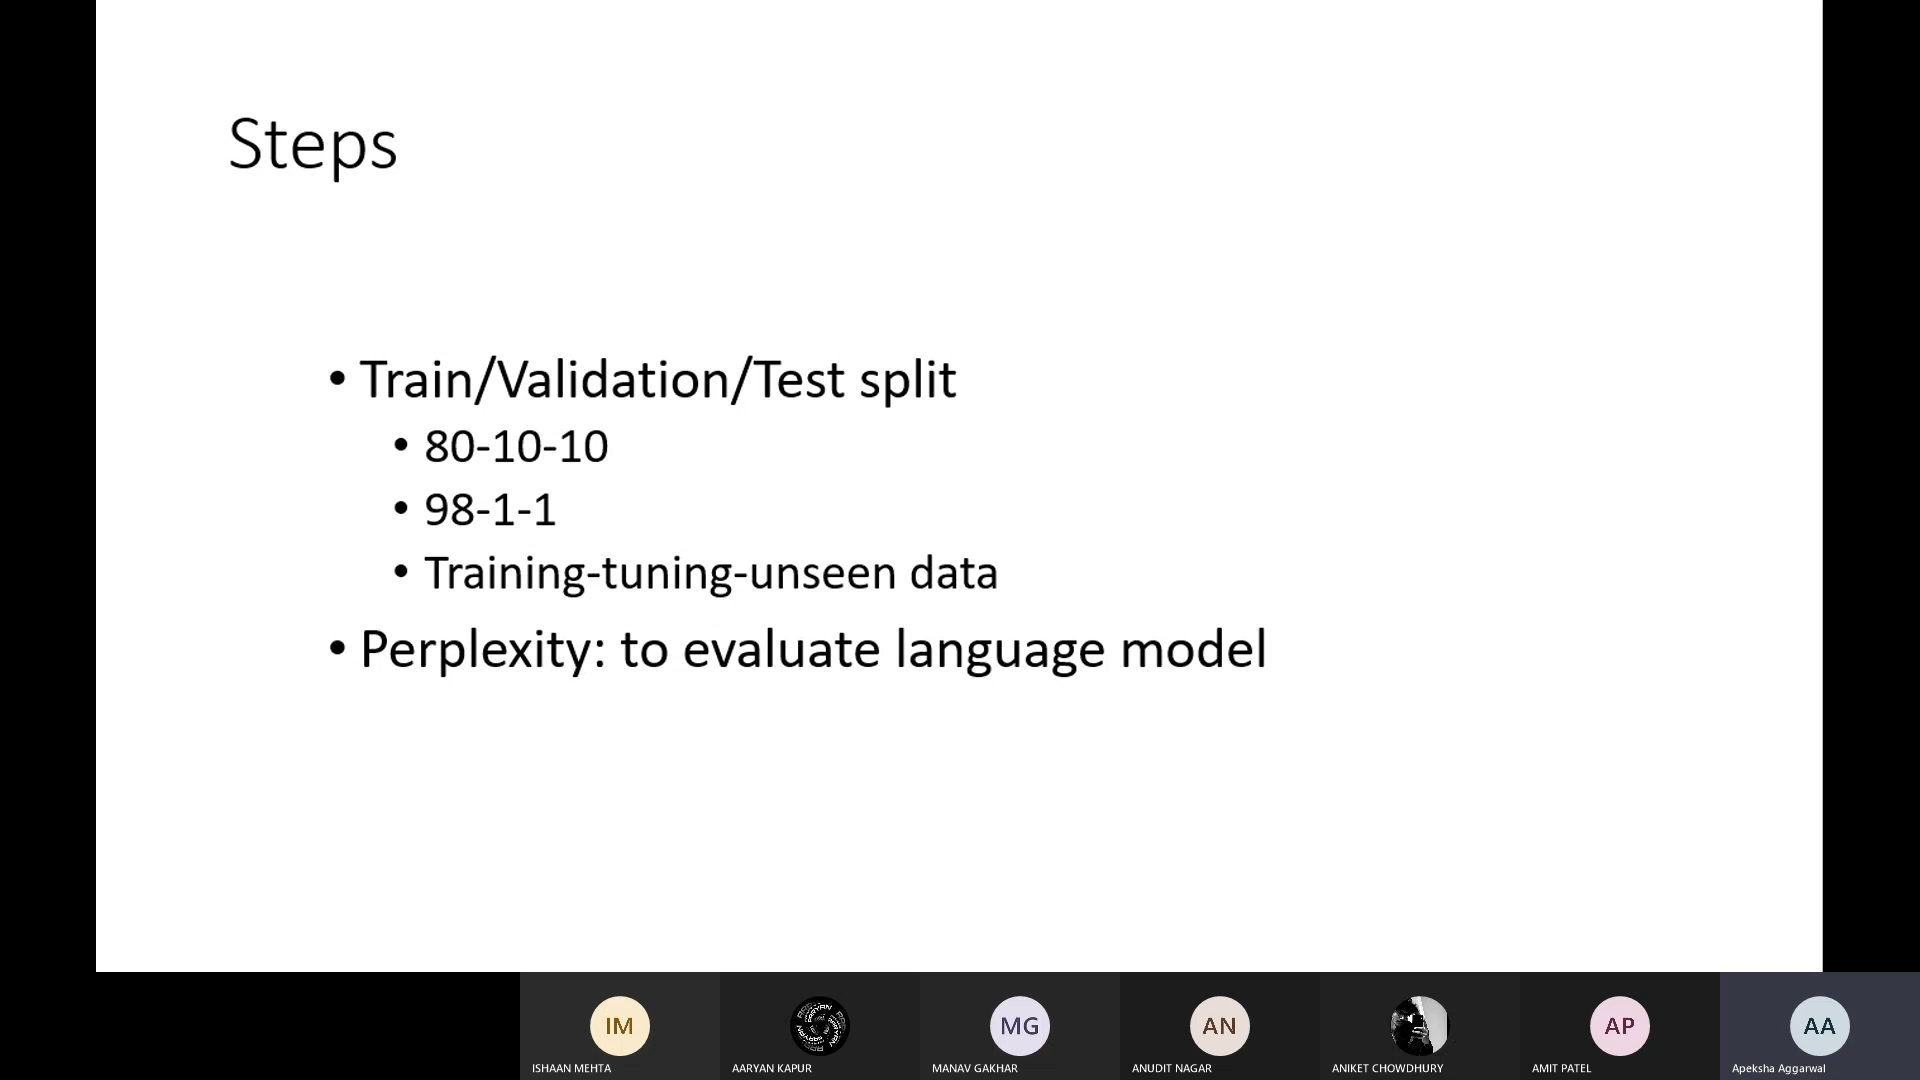 Steps
• Train/Validation/Test split
• 80-10-10
• 98-1-1
• Training-tuning-unseen data
• Perplexity: to evaluate language model
IM
MG
AN
AP
AA
ISHAAN MEHTA
AARYAN KAPUR
MANAV GAKHAR
ANUDIT NAGAR
ANIKET CHOWDHURY
AMIT PATEL
Apeksha Aggarwal